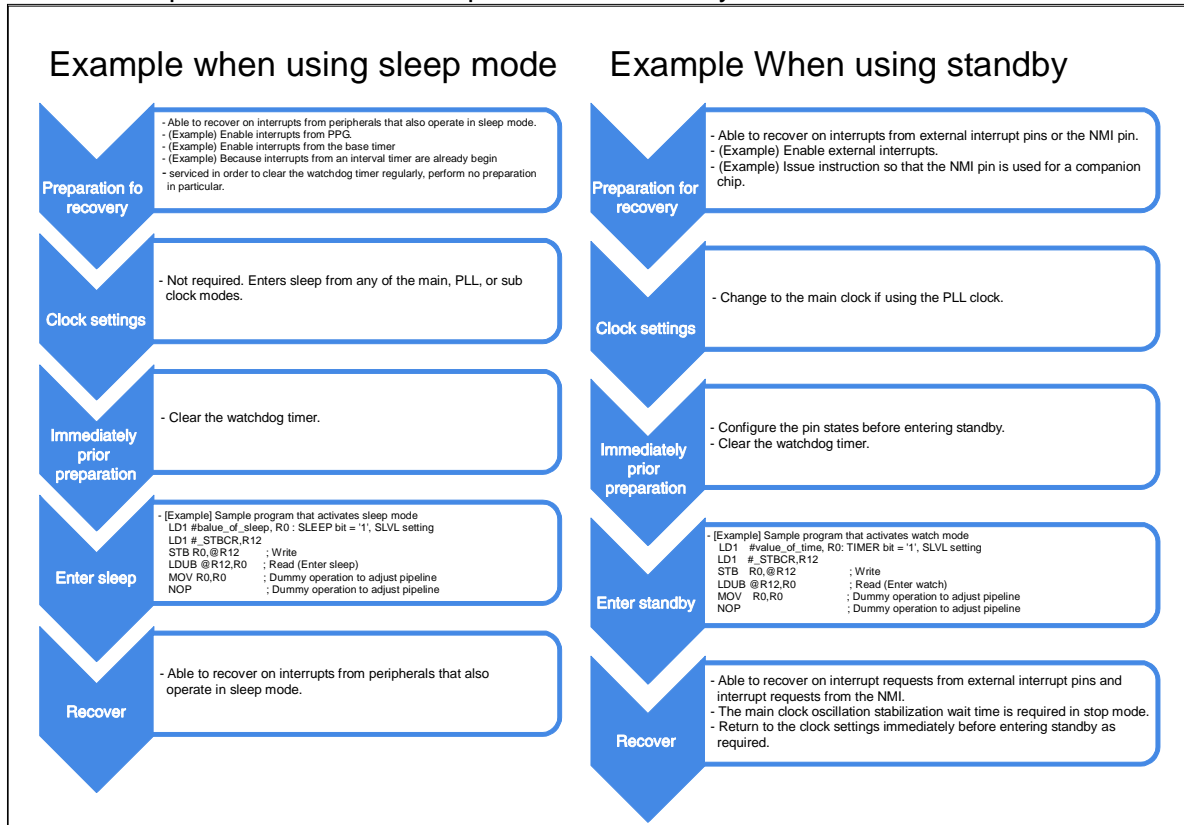 Example when using sleep mode
Preparation fo
recovery
- Able to recover on interrupts from peripherals that also operate in sleep mode.
- (Example) Enable interrupts from PPG.
- (Example) Enable interrupts from the base timer
- (Example) Because interrupts from an interval timer are already begin
- serviced in order to clear the watchdog timer regularly, perform no preparation
in particular.
Clock settings
- Not required. Enters sleep from any of the main, PLL, or sub
clock modes.
Immediately
prior
preparation
- Clear the watchdog timer.
Enter sleep
- [Example] Sample program that activates sleep mode
LD1 #balue_of_sleep, R0 : SLEEP bit = '1', SLVL setting
LD1 #_STBCR,R12
STB R0,@R12 ; Write
LDUB @R12,R0 ; Read (Enter sleep)
MOV R0,R0 ; Dummy operation to adjust pipeline
NOP ; Dummy operation to adjust pipeline
Recover
- Able to recover on interrupts from peripherals that also
operate in sleep mode.
Example When using standby
Preparation for
recovery
- Able to recover on interrupts from external interrupt pins or the NMI pin.
- (Example) Enable external interrupts.
- (Example) Issue instruction so that the NMI pin is used for a companion
chip.
Clock settings
- Change to the main clock if using the PLL clock.
Immediately
prior
preparation
- Configure the pin states before entering standby.
- Clear the watchdog timer.
Enter standby
- [Example] Sample program that activates watch mode
LD1 #value_of_time, R0: TIMER bit = '1', SLVL setting
LD1 #_STBCR,R12
STB R0,@R12 ; Write
LDUB @R12,R0 ; Read (Enter watch)
MOV R0,R0 ; Dummy operation to adjust pipeline
NOP ; Dummy operation to adjust pipeline
Recover
- Able to recover on interrupt requests from external interrupt pins and
interrupt requests from the NMI.
- The main clock oscillation stabilization wait time is required in stop mode.
- Return to the clock settings immediately before entering standby as
required.